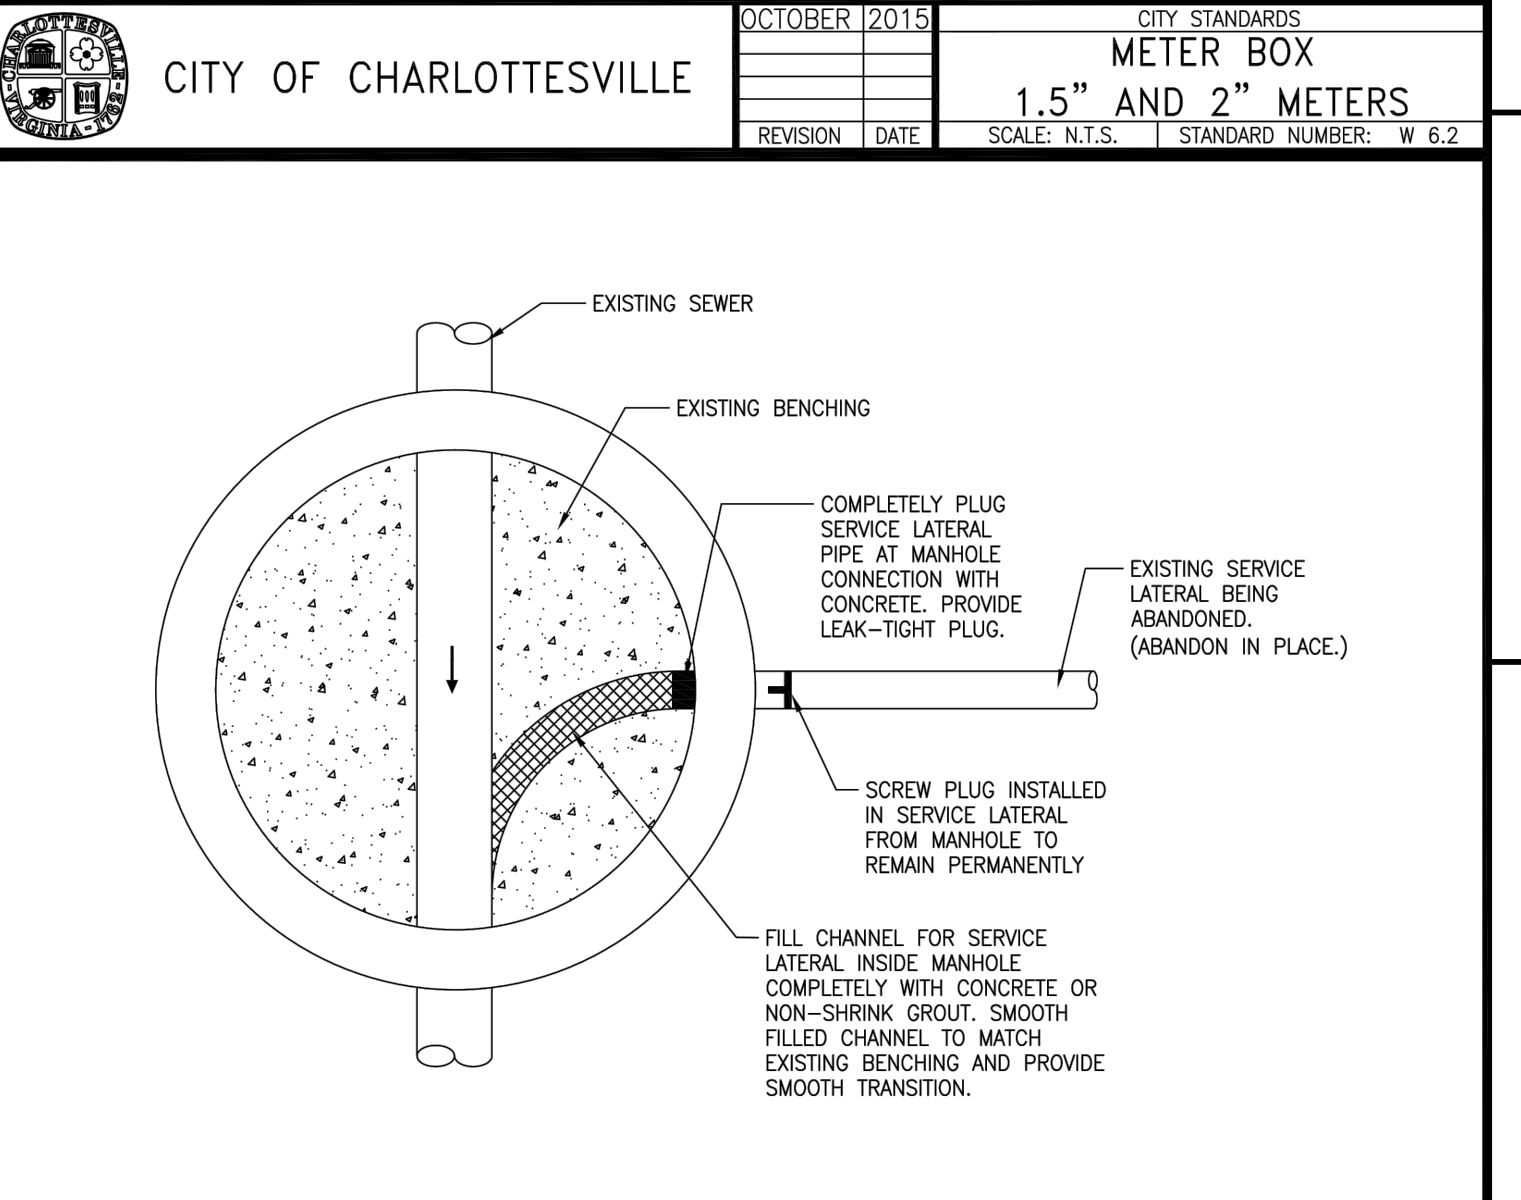 CHARLOTTESVILLE
VIRGINIA-1762
CITY OF CHARLOTTESVILLE
OCTOBER 2015
REVISION DATE
CITY STANDARDS
METER BOX
1.5” AND 2” METERS
SCALE: N.T.S. STANDARD NUMBER: W 6.2
EXISTING SEWER
EXISTING BENCHING
COMPLETELY PLUG
SERVICE LATERAL
PIPE AT MANHOLE
CONNECTION WITH
CONCRETE. PROVIDE
LEAK-TIGHT PLUG.
EXISTING SERVICE
LATERAL BEING
ABANDONED.
(ABANDON IN PLACE.)
SCREW PLUG INSTALLED
IN SERVICE LATERAL
FROM MANHOLE TO
REMAIN PERMANENTLY
FILL CHANNEL FOR SERVICE
LATERAL INSIDE MANHOLE
COMPLETELY WITH CONCRETE OR
NON-SHRINK GROUT. SMOOTH
FILLED CHANNEL TO MATCH
EXISTING BENCHING AND PROVIDE
SMOOTH TRANSITION.